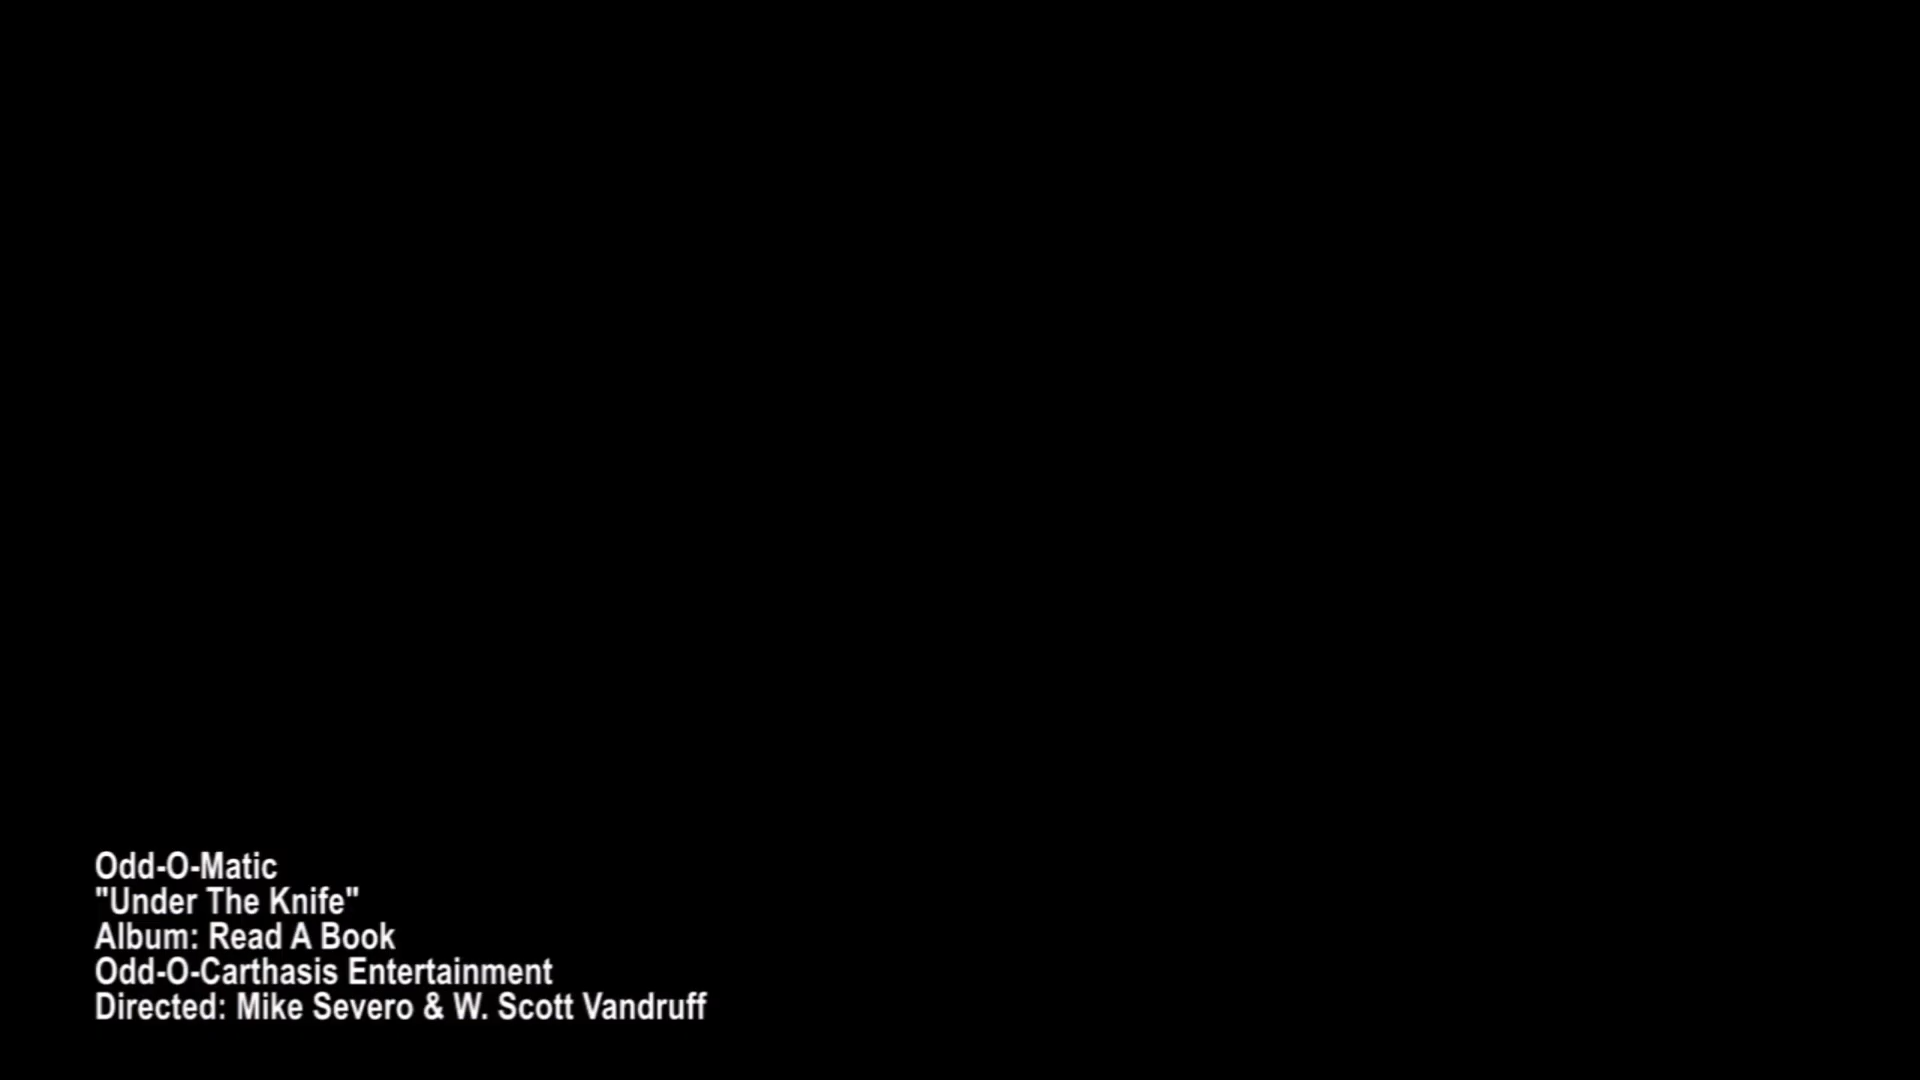 Odd-O-Matic
"Under The Knife"
Album: Read A Book
Odd-O-Carthasis Entertainment
Directed: Mike Severo & W. Scott Vandruff